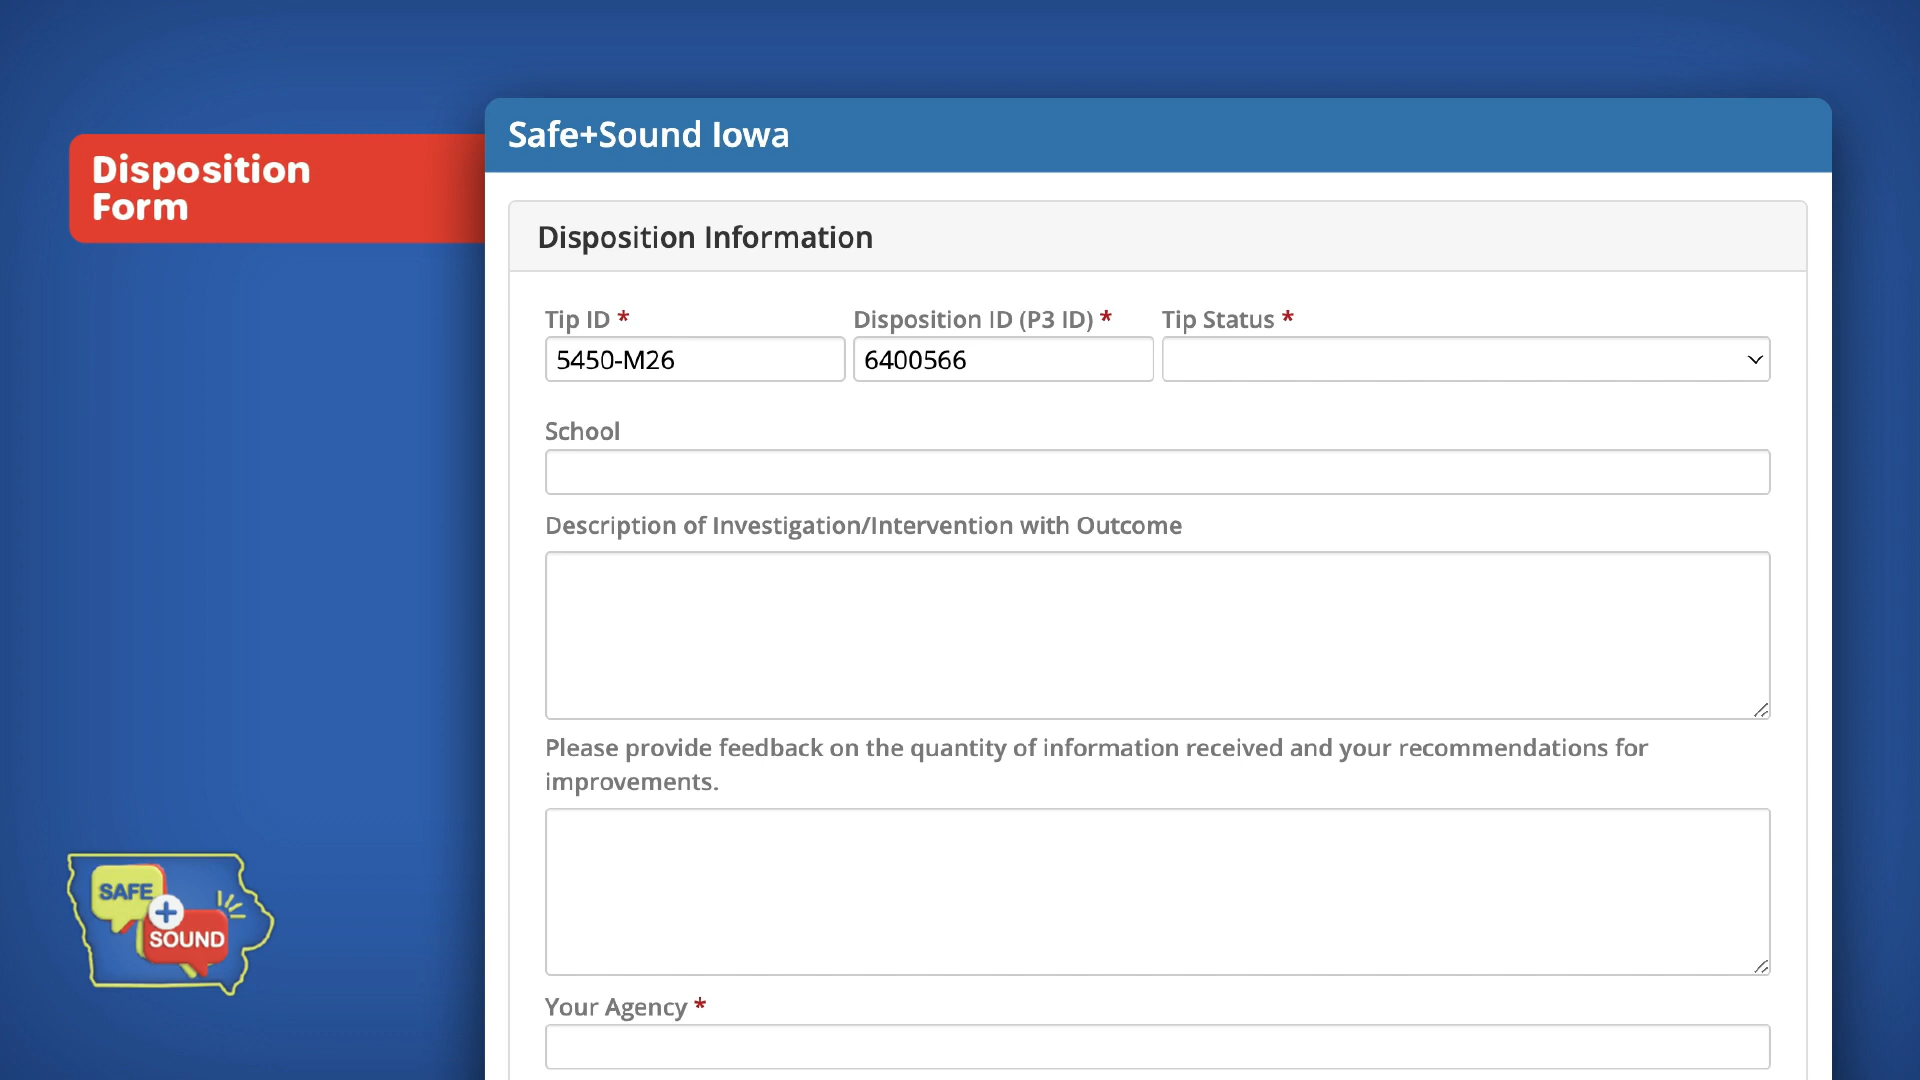 Disposition
Form
Safe+Sound Iowa
Disposition Information
Tip ID *
Disposition ID (P3 ID) *
Tip Status *
5450-M26
6400566
School
Description of Investigation/Intervention with Outcome
Please provide feedback on the quantity of information received and your recommendations for
improvements.
Your Agency *
SAFE
+
SOUND